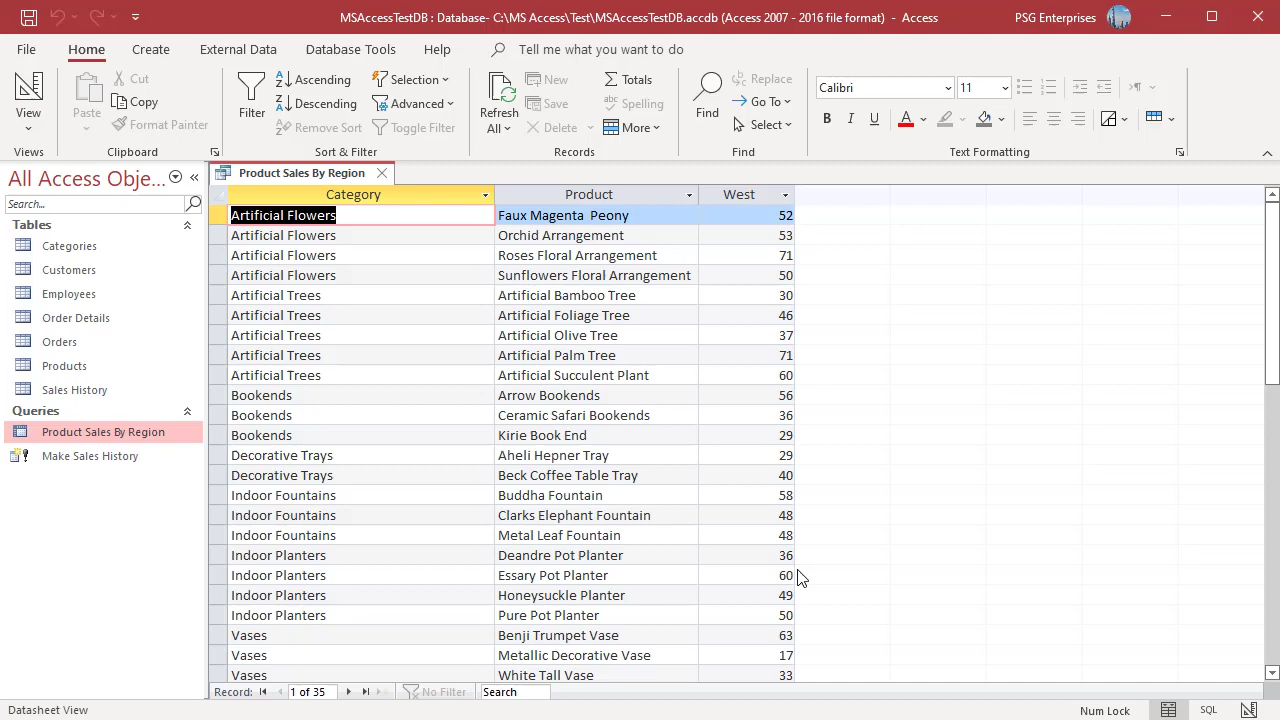 MSAccessTestDB : Database- C:\MS Access\Test\MSAccessTestDB.accdb (Access 2007 - 2016 file format) - Access
PSG Enterprises
File Home Create External Data Database Tools Help Tell me what you want to do
View
Views
Paste
Cut
Copy
Format Painter
Clipboard
Filter
Ascending
Descending
Remove Sort
Selection
Advanced
Toggle Filter
Sort & Filter
Refresh
All
New
Save
Delete
Totals
Spelling
More
Records
Find
Replace
Go To
Select
Find
Calibri
11
B I U A
Text Formatting
All Access Obje...
Search...
Tables
Categories
Customers
Employees
Order Details
Orders
Products
Sales History
Queries
Product Sales By Region
Make Sales History
Product Sales By Region
Category Product West
Artificial Flowers Faux Magenta  Peony 52
Artificial Flowers Orchid Arrangement 53
Artificial Flowers Roses Floral Arrangement 71
Artificial Flowers Sunflowers Floral Arrangement 50
Artificial Trees Artificial Bamboo Tree 30
Artificial Trees Artificial Foliage Tree 46
Artificial Trees Artificial Olive Tree 37
Artificial Trees Artificial Palm Tree 71
Artificial Trees Artificial Succulent Plant 60
Bookends Arrow Bookends 56
Bookends Ceramic Safari Bookends 36
Bookends Kirie Book End 29
Decorative Trays Aheli Hepner Tray 29
Decorative Trays Beck Coffee Table Tray 40
Indoor Fountains Buddha Fountain 58
Indoor Fountains Clarks Elephant Fountain 48
Indoor Fountains Metal Leaf Fountain 48
Indoor Planters Deandre Pot Planter 36
Indoor Planters Essary Pot Planter 60
Indoor Planters Honeysuckle Planter 49
Indoor Planters Pure Pot Planter 50
Vases Benji Trumpet Vase 63
Vases Metallic Decorative Vase 17
Vases White Tall Vase 33
Record: 1 of 35 No Filter Search
Datasheet View
Num Lock
SQL